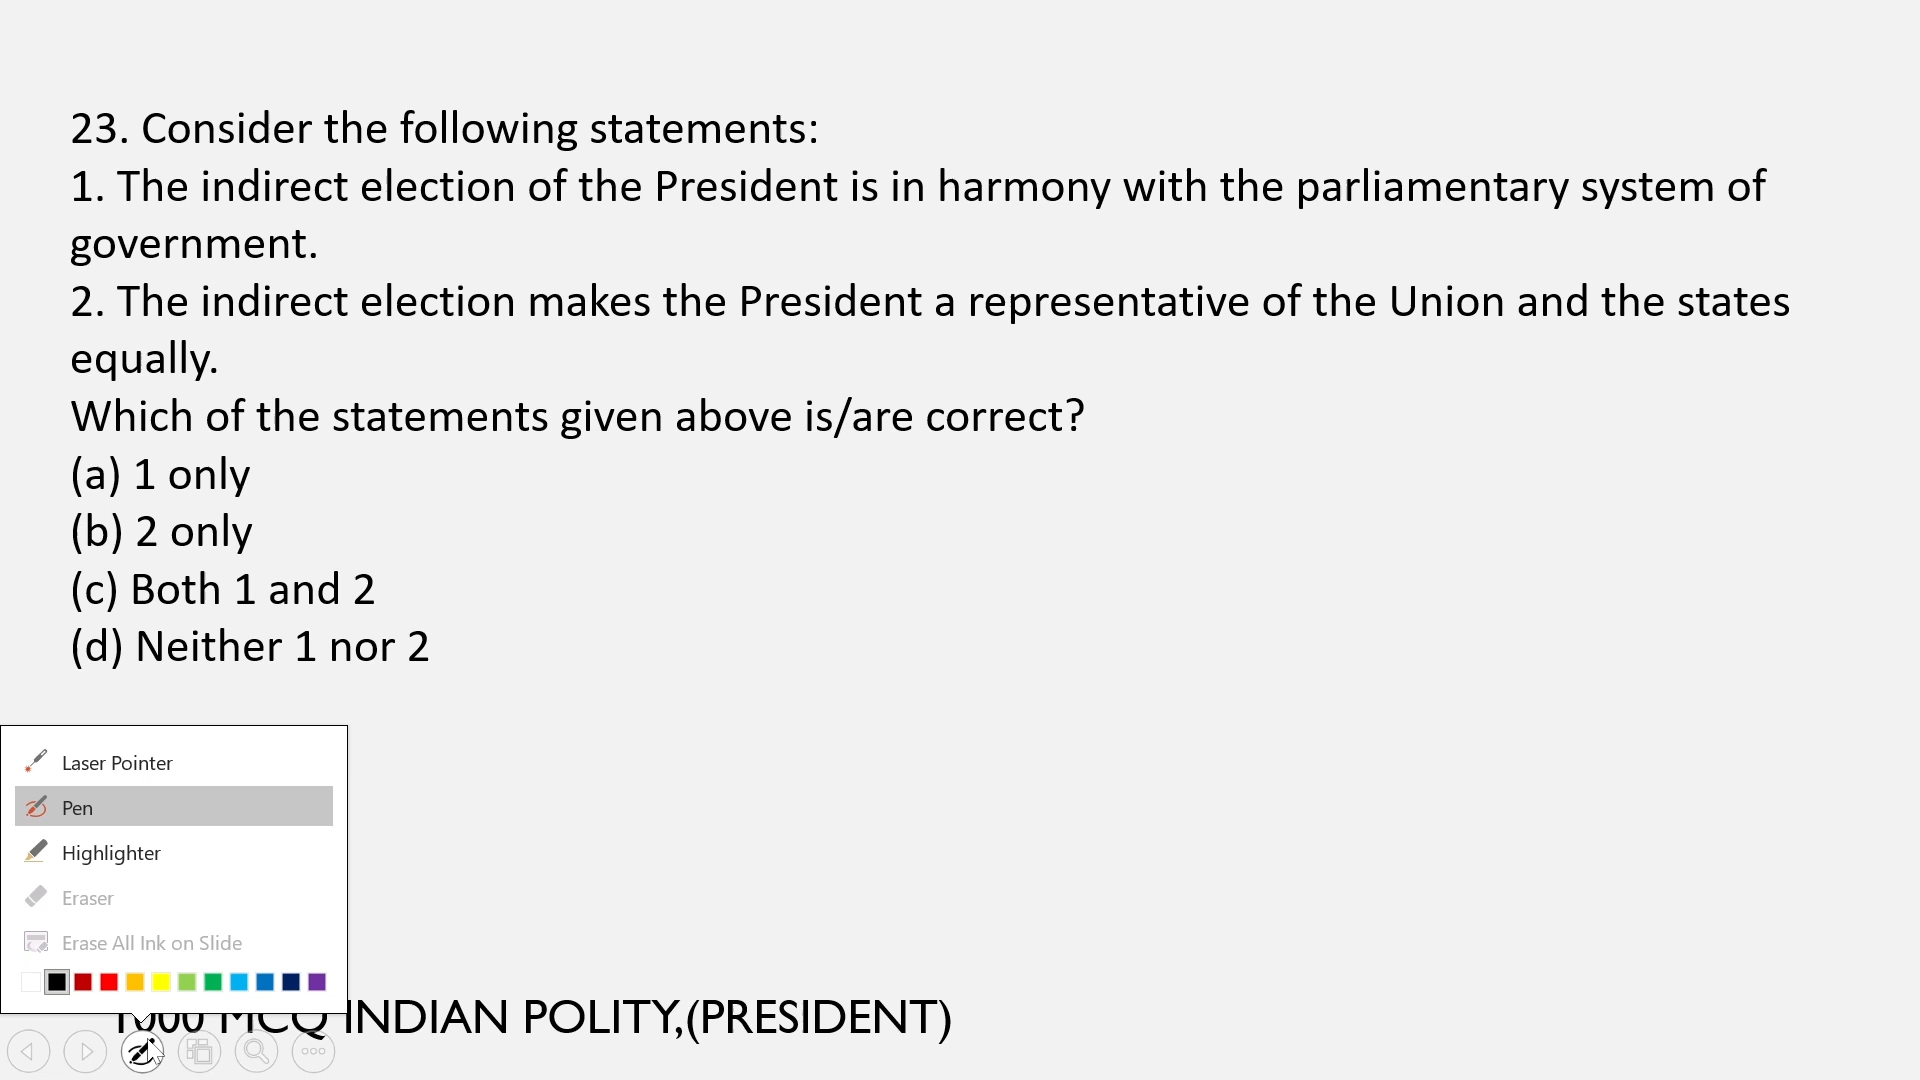 23. Consider the following statements:
1. The indirect election of the President is in harmony with the parliamentary system of
government.
2. The indirect election makes the President a representative of the Union and the states
equally.
Which of the statements given above is/are correct?
(a) 1 only
(b) 2 only
(c) Both 1 and 2
(d) Neither 1 nor 2
Laser Pointer
Pen
Highlighter
Eraser
Erase All Ink on Slide
1000 MCQ INDIAN POLITY,(PRESIDENT)